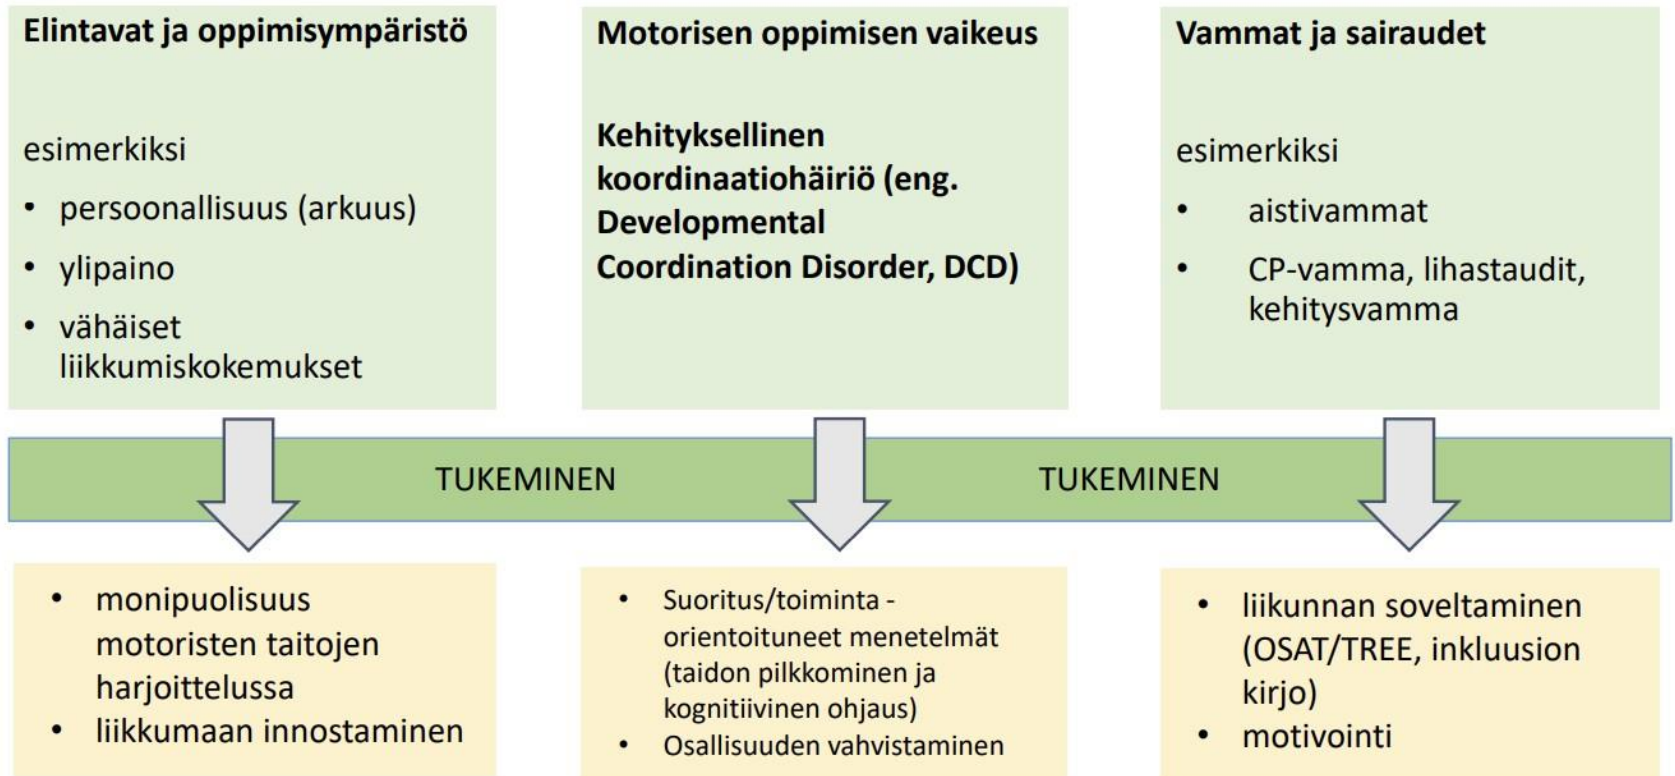 Elintavat ja oppimisympäristö
esimerkiksi
• persoonallisuus (arkuus)
• ylipaino
• vähäiset
liikkumiskokemukset
Motorisen oppimisen vaikeus
Kehityksellinen
koordinaatiohäiriö (eng.
Developmental
Coordination Disorder, DCD)
Vammat ja sairaudet
esimerkiksi
• aistivammat
• CP-vamma, lihastaudit,
kehitysvamma
TUKEMINEN
TUKEMINEN
• monipuolisuus
motoristen taitojen
harjoittelussa
• liikkumaan innostaminen
• Suoritus/toiminta -
orientoituneet menetelmät
(taidon pilkkominen ja
kognitiivinen ohjaus)
• Osallisuuden vahvistaminen
• liikunnan soveltaminen
(OSAT/TREE, inkluusion
kirjo)
• motivointi